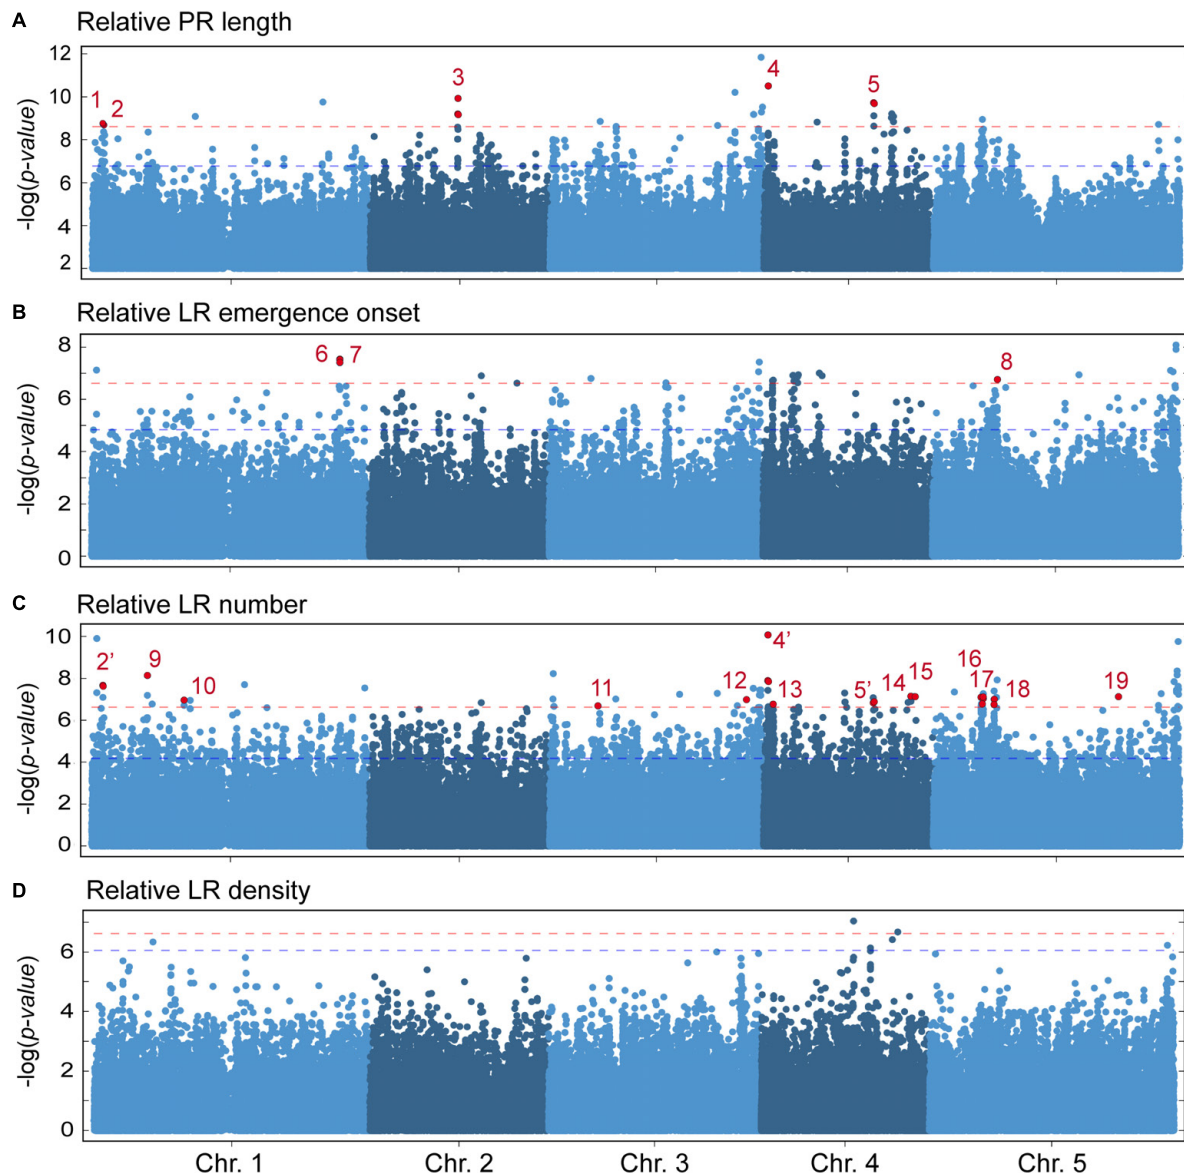 A Relative PR length
12
10
8
6
4
2
-log(p-value)
1 2 3 4 5
B Relative LR emergence onset
8
6
4
2
0
-log(p-value)
6 7 8
C Relative LR number
10
8
6
4
2
0
-log(p-value)
2’ 9 10 11 12 4’ 13 5’ 14 15 16 17 18 19
D Relative LR density
6
4
2
0
-log(p-value)
Chr. 1 Chr. 2 Chr. 3 Chr. 4 Chr. 5